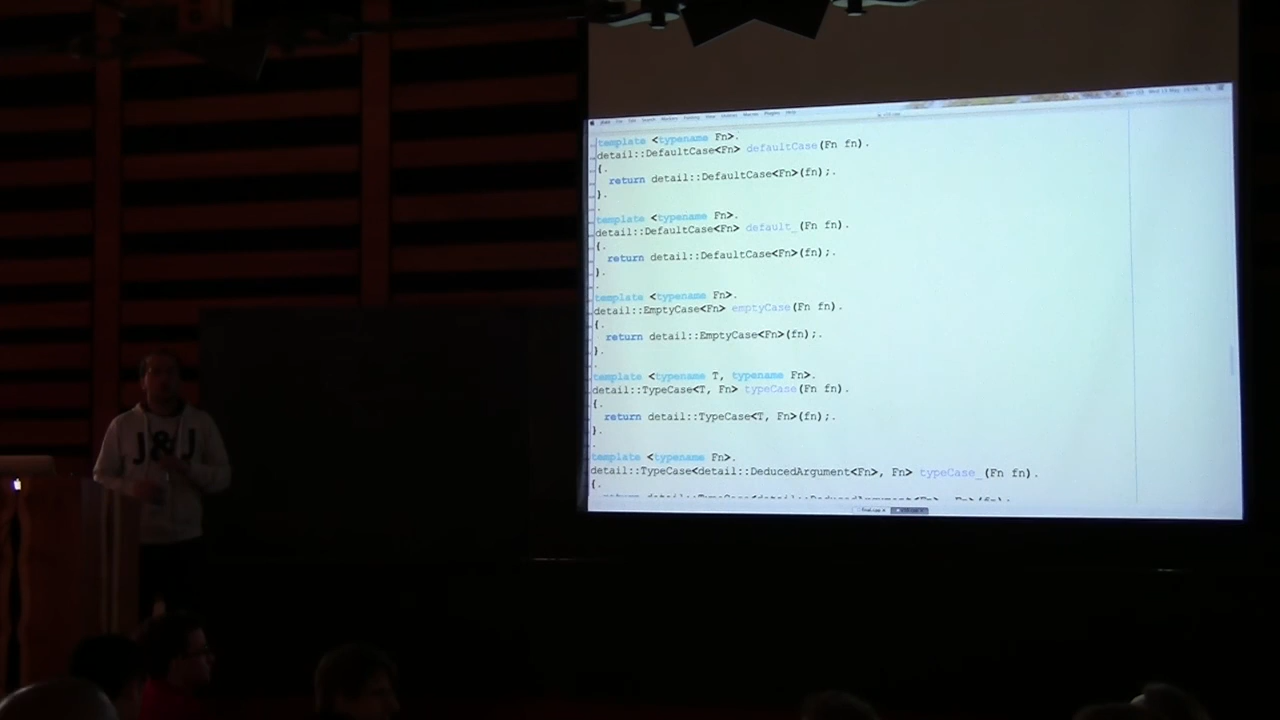 template <typename Fn>.
detail::DefaultCase<Fn> defaultCase(Fn fn).
{.
return detail::DefaultCase<Fn>(fn);.
}.
.
template <typename Fn>.
detail::DefaultCase<Fn> default_(Fn fn).
{.
return detail::DefaultCase<Fn>(fn);.
}.
.
template <typename Fn>.
detail::EmptyCase<Fn> emptyCase(Fn fn).
{.
return detail::EmptyCase<Fn>(fn);.
}.
.
template <typename T, typename Fn>.
detail::TypeCase<T, Fn> typeCase(Fn fn).
{.
return detail::TypeCase<T, Fn>(fn);.
}.
.
template <typename Fn>.
detail::TypeCase<detail::DeducedArgument<Fn>, Fn> typeCase_(Fn fn).
{.
J&J